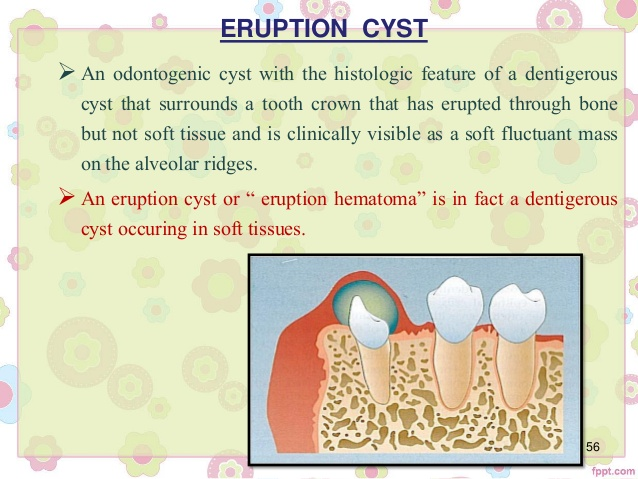 ERUPTION CYST
➢ An odontogenic cyst with the histologic feature of a dentigerous
cyst that surrounds a tooth crown that has erupted through bone
but not soft tissue and is clinically visible as a soft fluctuant mass
on the alveolar ridges.
➢ An eruption cyst or “ eruption hematoma” is in fact a dentigerous
cyst occuring in soft tissues.
56
fppt.com